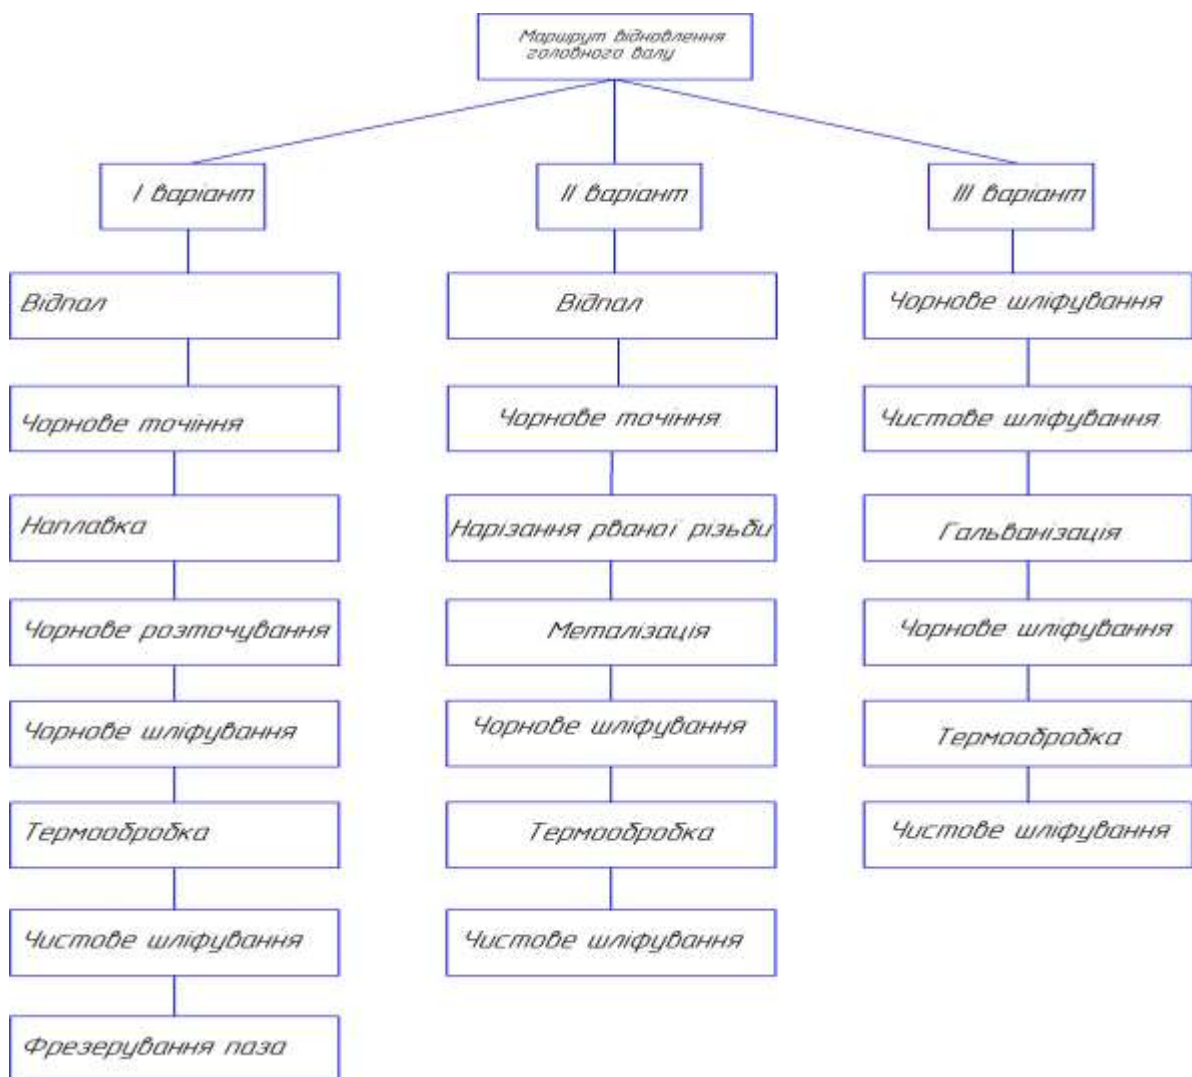 Маршрут відновлення
головного валу
I варіант
Відпал
Чорнове точіння
Наплавка
Чорнове розточування
Чорнове шліфування
Термообробка
Чистове шліфування
Фрезерування паза
II варіант
Відпал
Чорнове точіння
Нарізання рваної різьби
Металізація
Чорнове шліфування
Термообробка
Чистове шліфування
III варіант
Чорнове шліфування
Чистове шліфування
Гальванізація
Чорнове шліфування
Термообробка
Чистове шліфування